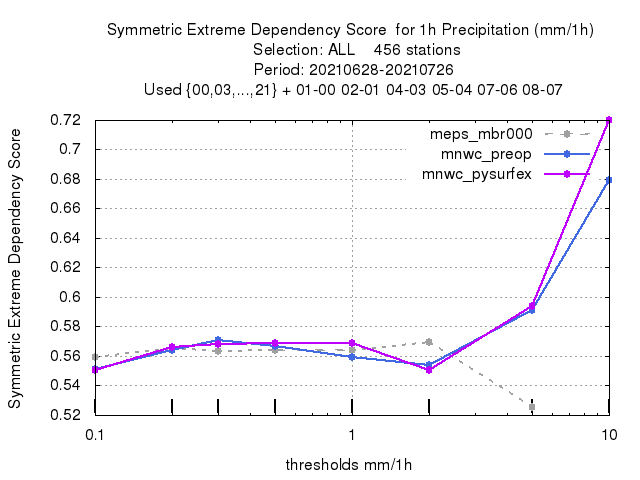 Symmetric Extreme Dependency Score  for 1h Precipitation (mm/1h)
Selection: ALL    456 stations
Period: 20210628-20210726
Used {00,03,...,21} + 01-00 02-01 04-03 05-04 07-06 08-07
Symmetric Extreme Dependency Score
0.72
0.7
0.68
0.66
0.64
0.62
0.6
0.58
0.56
0.54
0.52
meps_mbr000
mnwc_preop
mnwc_pysurfex
0.1
1
10
thresholds mm/1h